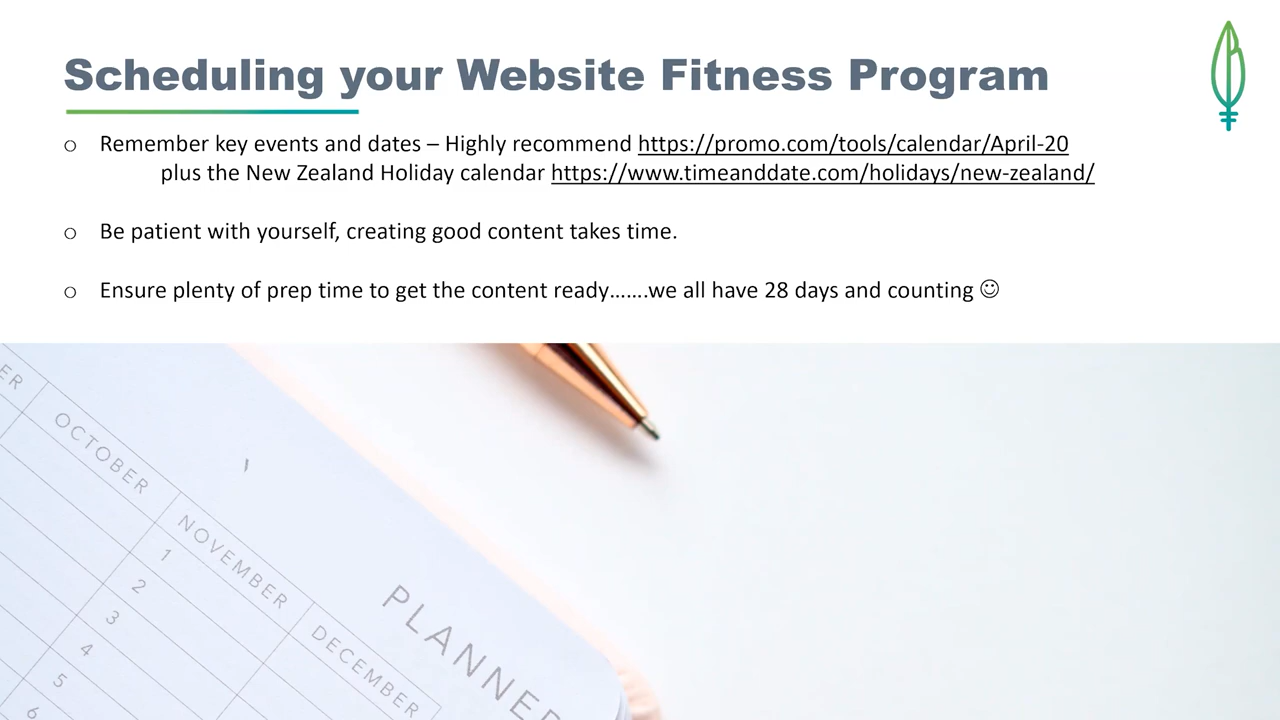 Scheduling your Website Fitness Program
o Remember key events and dates – Highly recommend https://promo.com/tools/calendar/April-20
plus the New Zealand Holiday calendar https://www.timeanddate.com/holidays/new-zealand/
o Be patient with yourself, creating good content takes time.
o Ensure plenty of prep time to get the content ready.......we all have 28 days and counting ☺
OCTOBER
NOVEMBER
DECEMBER
1
2
3
4
5
6